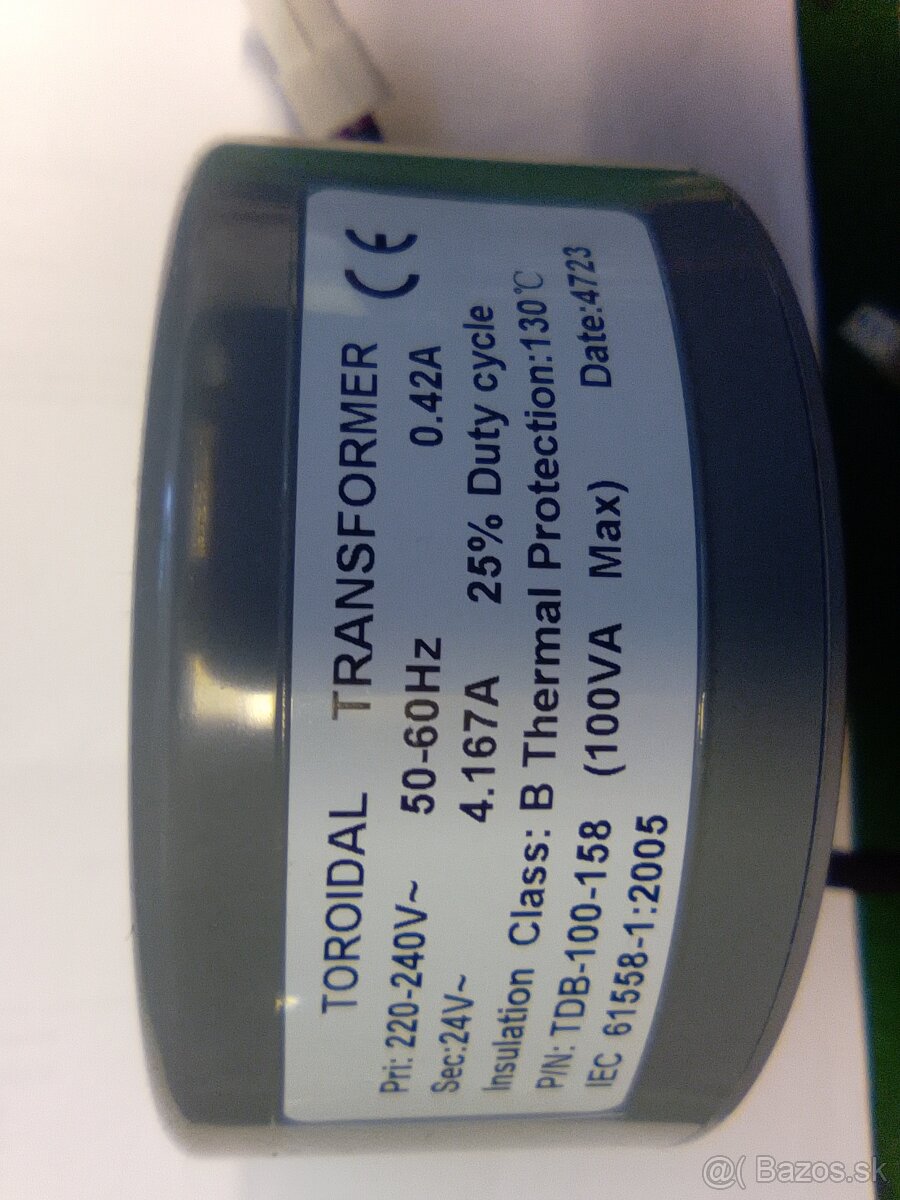 TOROIDAL TRANSFORMER CE
Pri: 220-240V~ 50-60Hz 0.42A
Sec:24V~ 4.167A 25% Duty cycle
Insulation Class: B Thermal Protection:130℃
P/N: TDB-100-158 (100VA Max) Date:4723
IEC 61558-1:2005
@( Bazos.sk